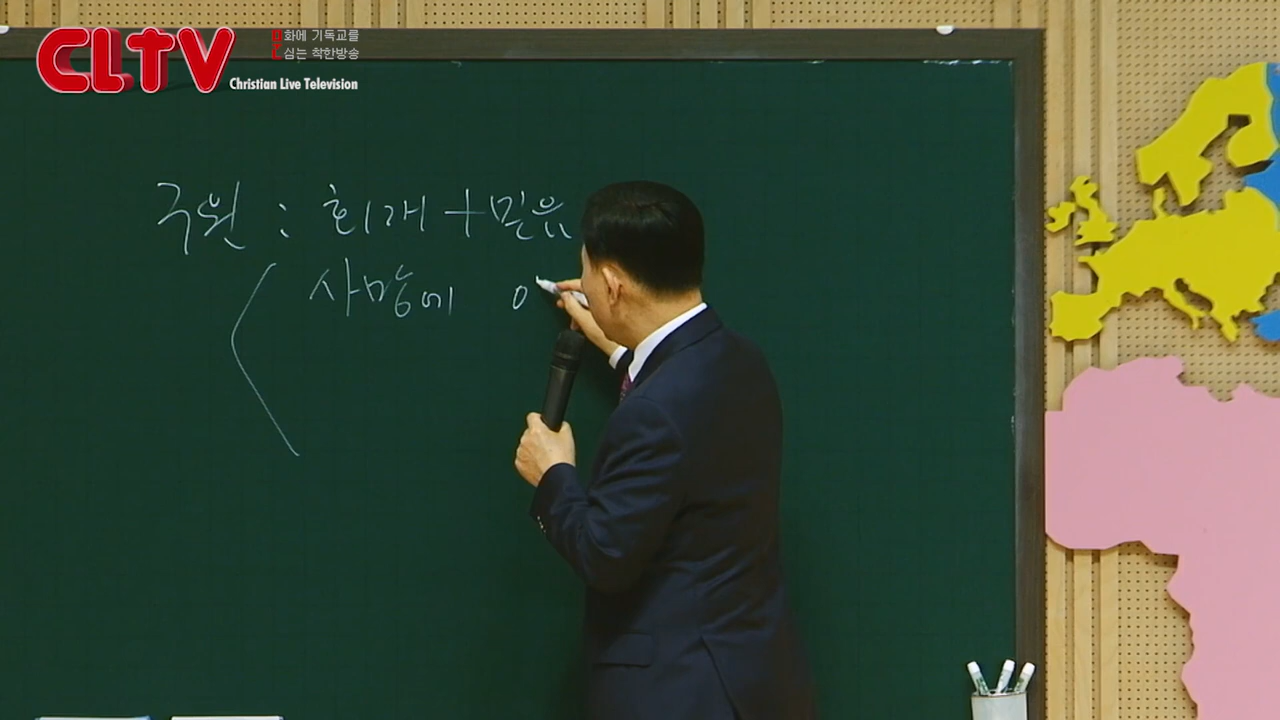 CLTV
문화에 기독교를
심는 착한방송
Christian Live Television
구원 : 회개 + 믿음
사망에